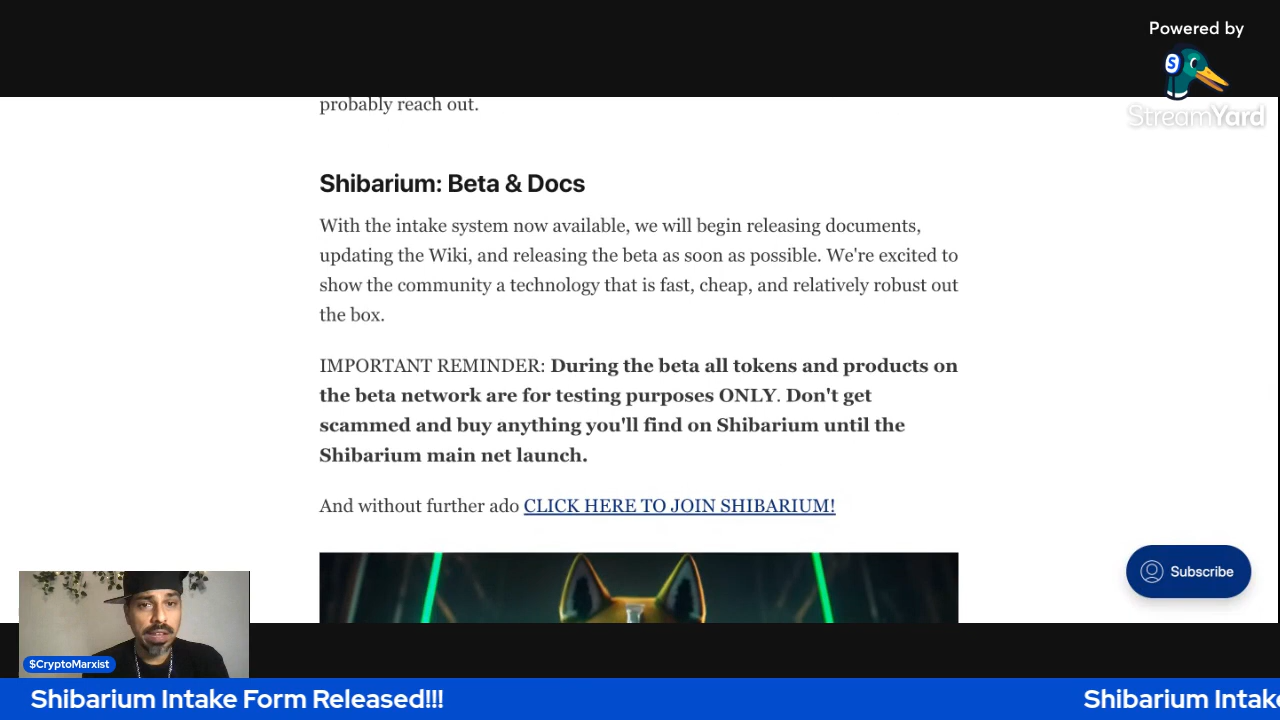 Powered by
StreamYard
probably reach out.
Shibarium: Beta & Docs
With the intake system now available, we will begin releasing documents,
updating the Wiki, and releasing the beta as soon as possible. We're excited to
show the community a technology that is fast, cheap, and relatively robust out
the box.
IMPORTANT REMINDER: During the beta all tokens and products on
the beta network are for testing purposes ONLY. Don't get
scammed and buy anything you'll find on Shibarium until the
Shibarium main net launch.
And without further ado CLICK HERE TO JOIN SHIBARIUM!
Subscribe
$CryptoMarxist
Shibarium Intake Form Released!!!
Shibarium Intake